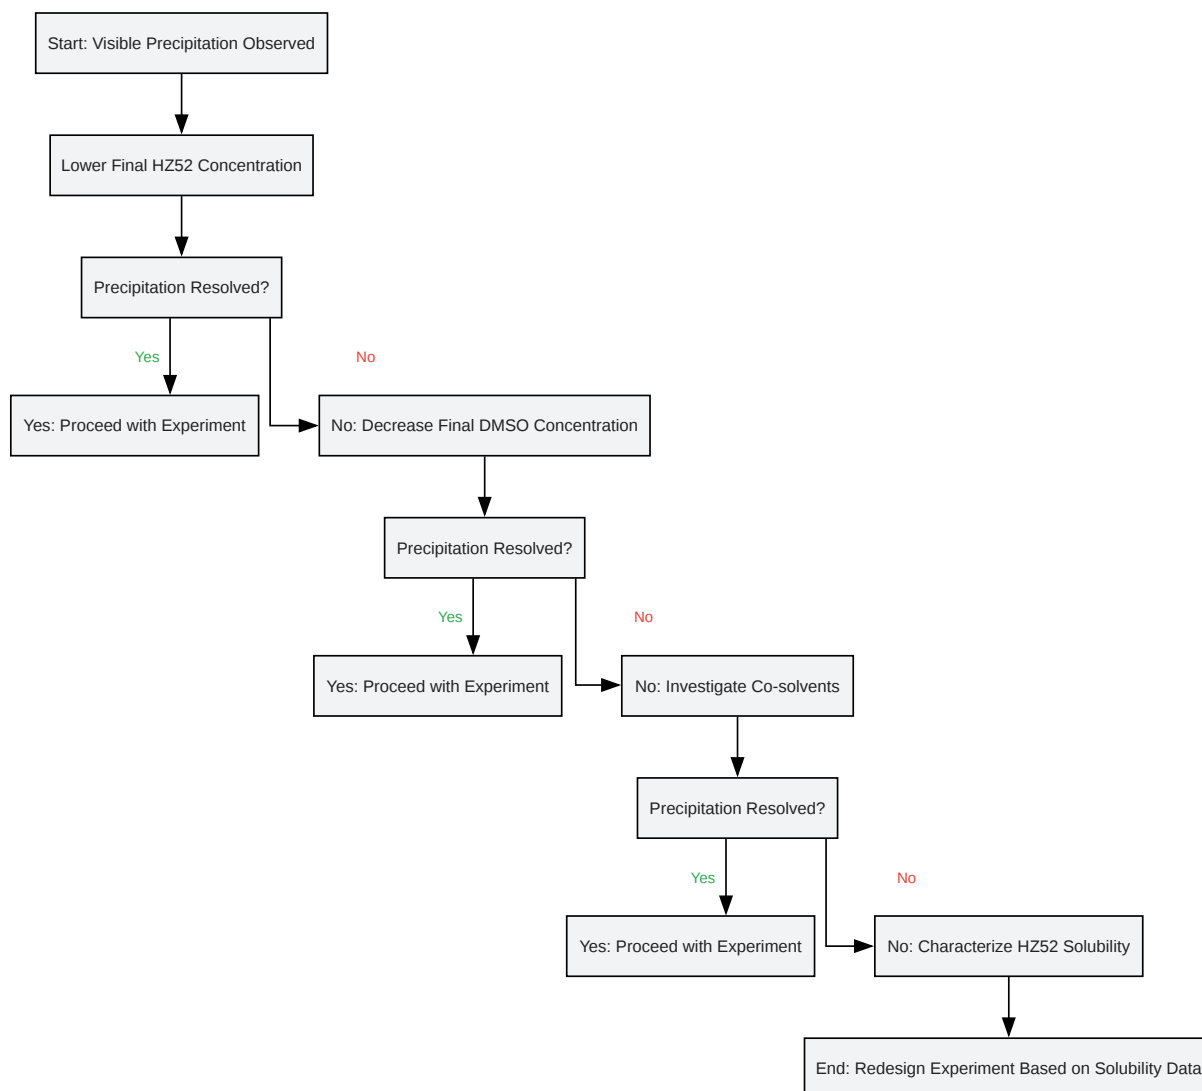 Start: Visible Precipitation Observed
Lower Final HZ52 Concentration
Precipitation Resolved?
Yes
No
Yes: Proceed with Experiment
No: Decrease Final DMSO Concentration
Precipitation Resolved?
Yes
No
Yes: Proceed with Experiment
No: Investigate Co-solvents
Precipitation Resolved?
Yes
No
Yes: Proceed with Experiment
No: Characterize HZ52 Solubility
End: Redesign Experiment Based on Solubility Data